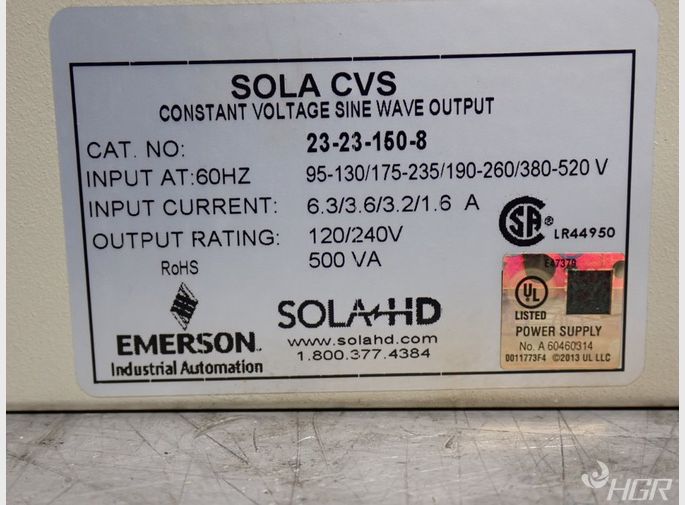 SOLA CVS
CONSTANT VOLTAGE SINE WAVE OUTPUT
CAT. NO: 23-23-150-8
INPUT AT:60HZ 95-130/175-235/190-260/380-520 V
INPUT CURRENT: 6.3/3.6/3.2/1.6 A
OUTPUT RATING: 120/240V
500 VA
RoHS
SA
LR44950
E47379
UL
LISTED
POWER SUPPLY
No. A 60460314
0011773F4 ©2013 UL LLC
EMERSON
Industrial Automation
SOLA HD
www.solahd.com
1.800.377.4384
HGR